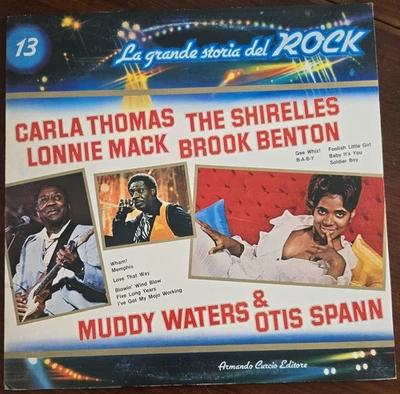 13
La grande storia del ROCK
CARLA THOMAS THE SHIRELLES
LONNIE MACK BROOK BENTON
Gee Whiz!
B-A-B-Y
Foolish Little Girl
Baby It's You
Soldier Boy
Wham!
Memphis
Love That Way
Blowin' Wind Blow
Five Long Years
I've Got My Mojo Working
MUDDY WATERS & OTIS SPANN
Armando Curcio Editore